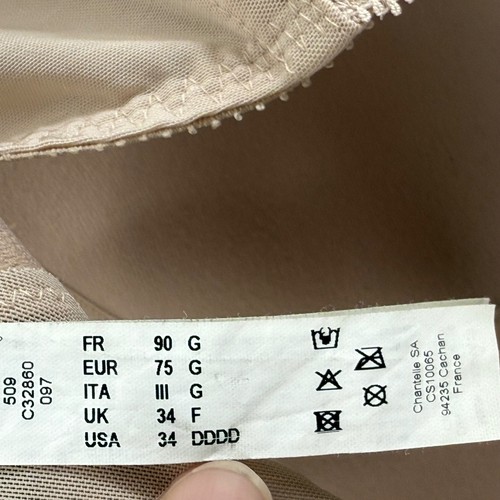 509
C32860
097
FR 90 G
EUR 75 G
ITA III G
UK 34 F
USA 34 DDDD
Chantelle SA
CS10065
94235 Cachan
France